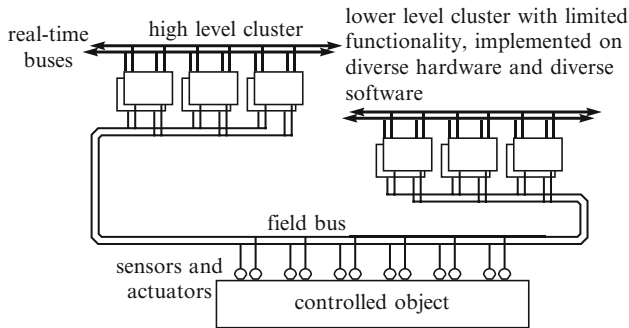 real-time
buses
high level cluster
lower level cluster with limited
functionality, implemented on
diverse hardware and diverse
software
field bus
sensors and
actuators
controlled object